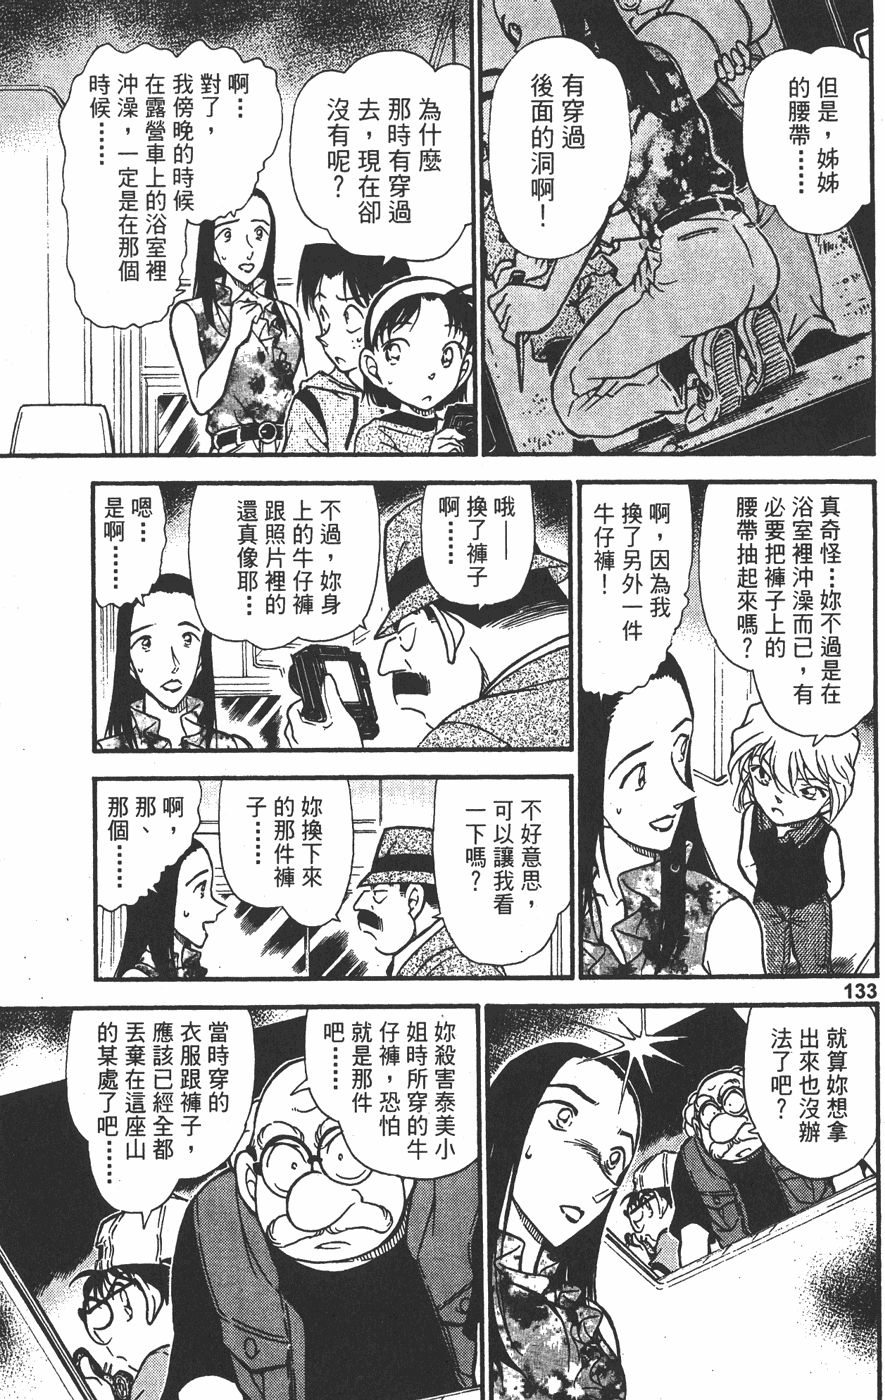 但是，姊姊
的腰帶……
有穿過
後面的洞啊！
為什麼
那時有穿過
去，現在卻
沒有呢？
啊…
對了，
我傍晚的時候
在露營車上的浴室裡
沖澡，一定是在那個
時候……
真奇怪…妳不過是在
浴室裡沖澡而已，有
必要把褲子上的
腰帶抽起來嗎？
啊，因為我
換了另外一件
牛仔褲！
哦——
換了褲子
啊……
不過，妳身
上的牛仔褲
跟照片裡的
還真像耶…
嗯…
是啊……
不好意思，
可以讓我看
一下嗎？
妳換下來
的那件褲
子……
啊，
那、
那個……
133
就算妳想拿
出來也沒辦
法了吧？
妳殺害泰美小
姐時所穿的牛
仔褲，恐怕
就是那件
吧……
當時穿的
衣服跟褲子，
應該已經全都
丟棄在這座山
的某處了吧……